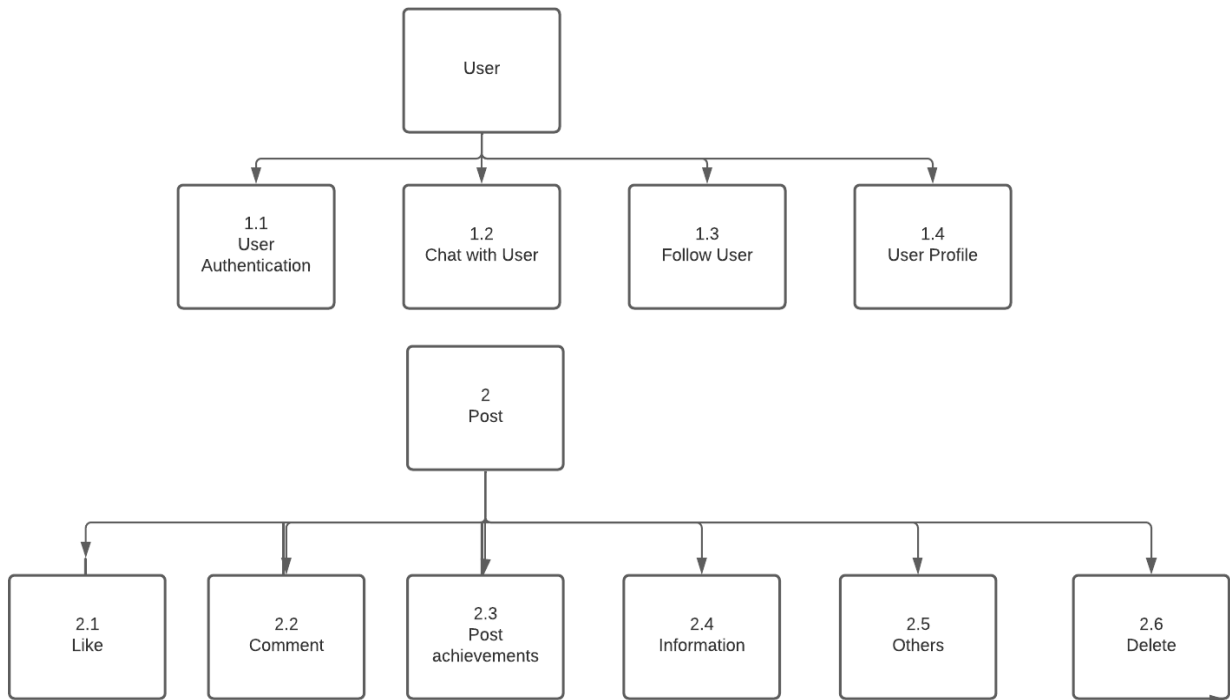 User
1.1
User
Authentication
1.2
Chat with User
1.3
Follow User
1.4
User Profile
2
Post
2.1
Like
2.2
Comment
2.3
Post
achievements
2.4
Information
2.5
Others
2.6
Delete